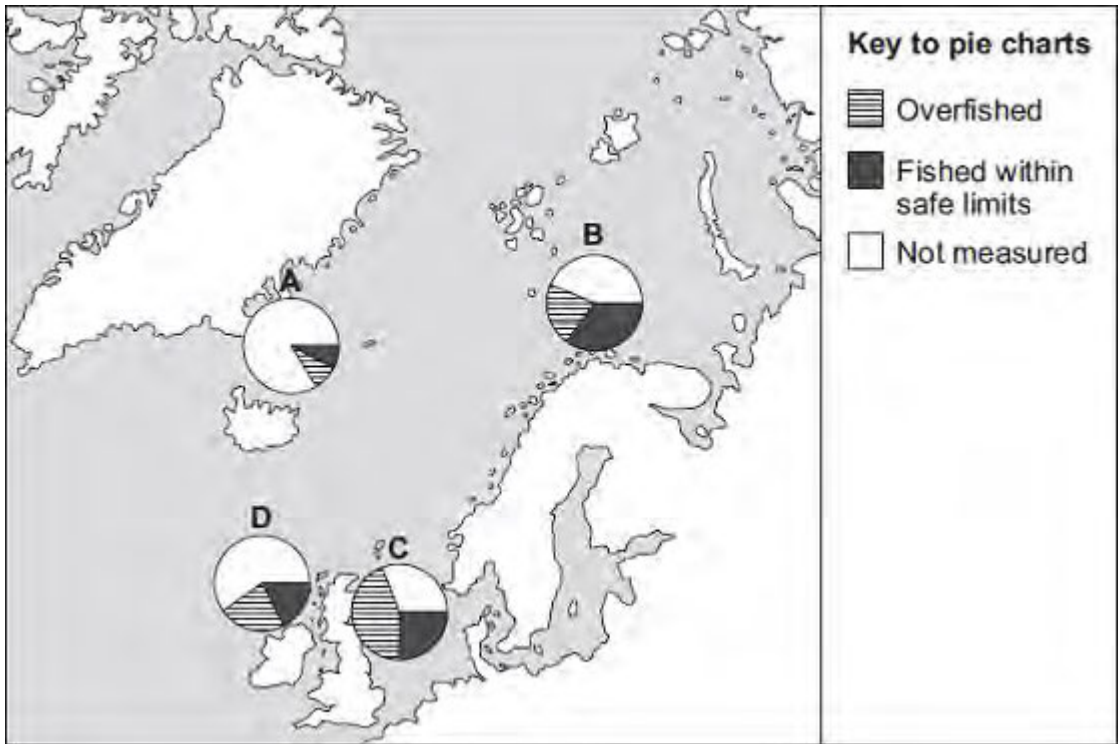 Key to pie charts
Overfished
Fished within
safe limits
Not measured
A
B
C
D